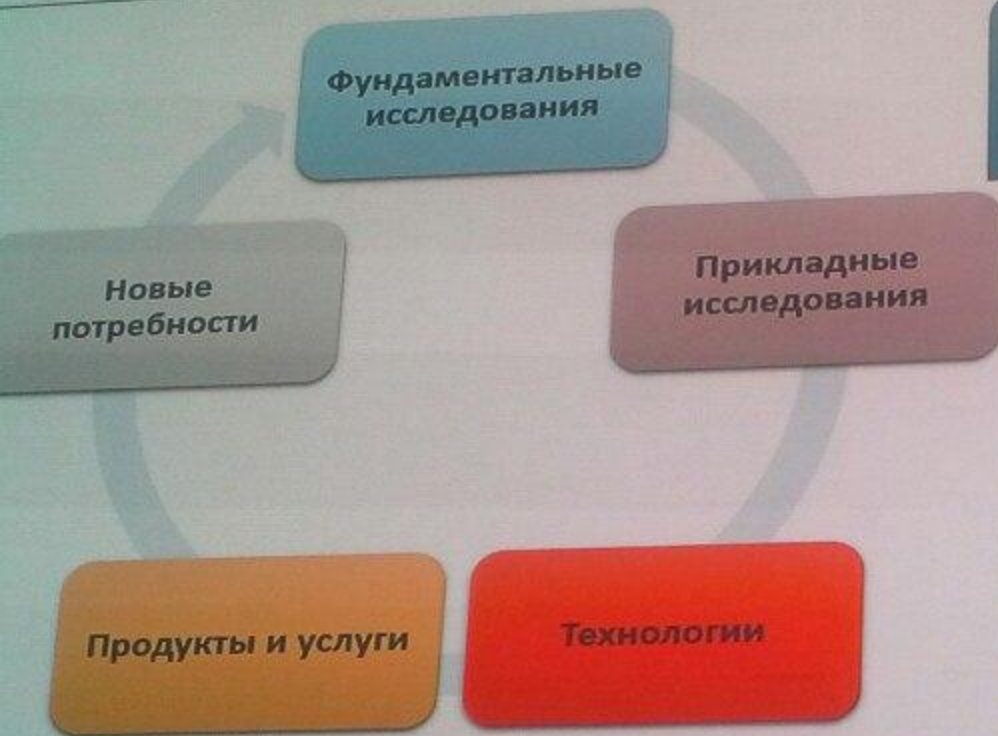 Фундаментальные
исследования
Прикладные
исследования
Новые
потребности
Продукты и услуги
Технологии